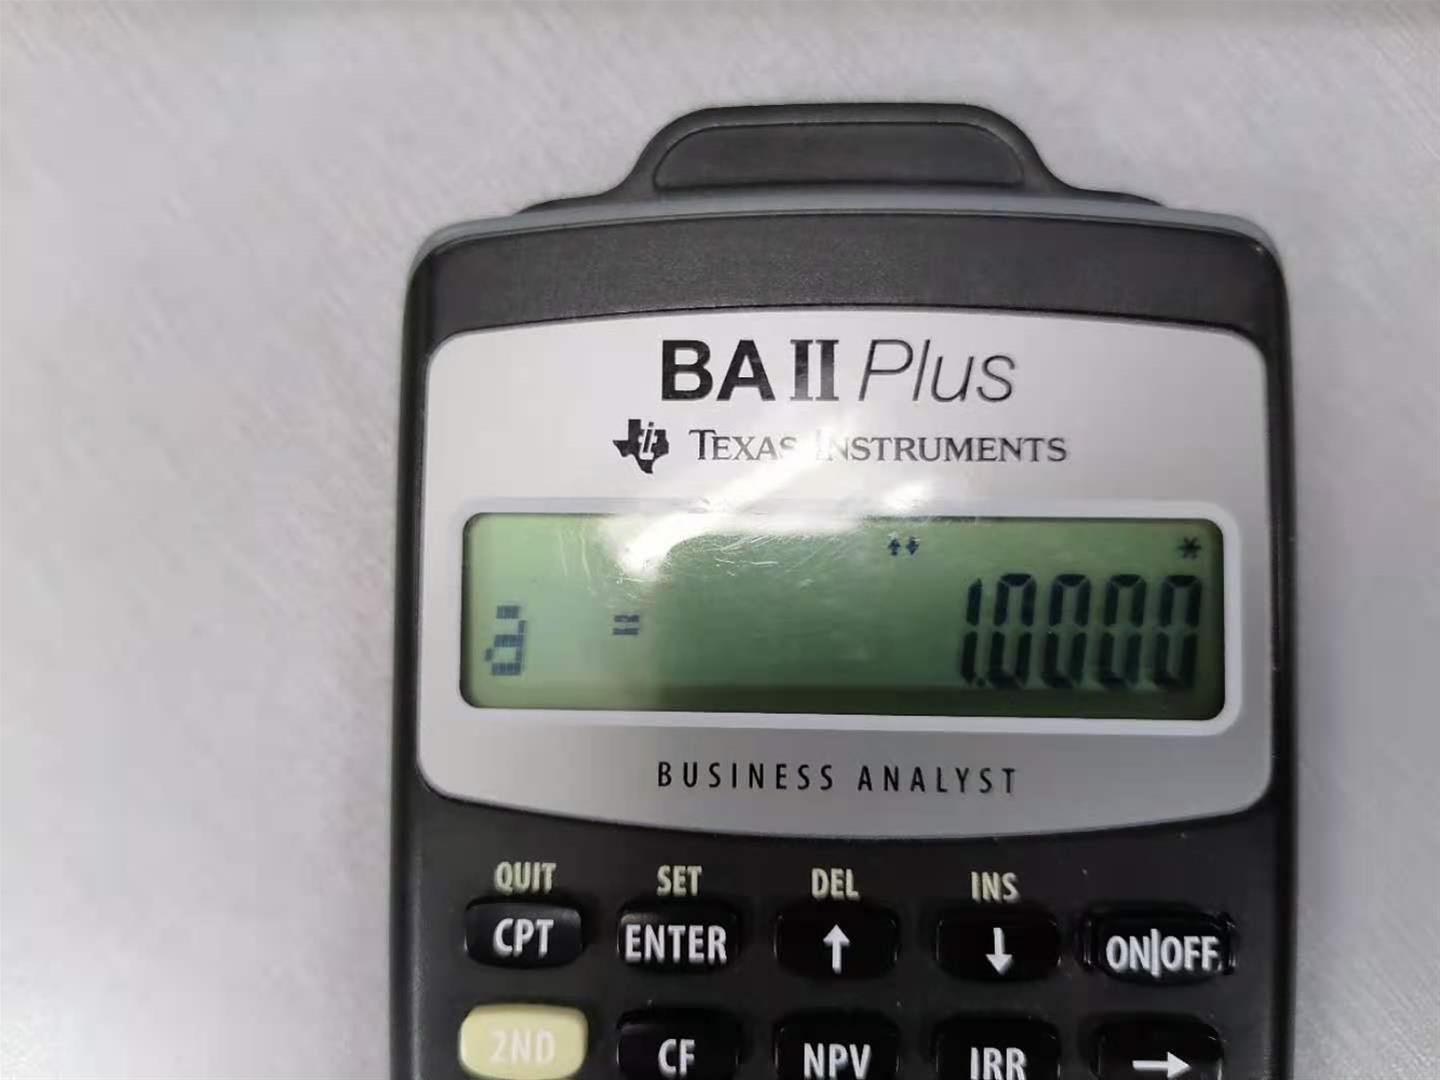 BA II Plus
TEXAS INSTRUMENTS
a = 1.0000
BUSINESS ANALYST
QUIT SET DEL INS
CPT ENTER ↑ ↓ ON|OFF
2ND CF NPV IRR →